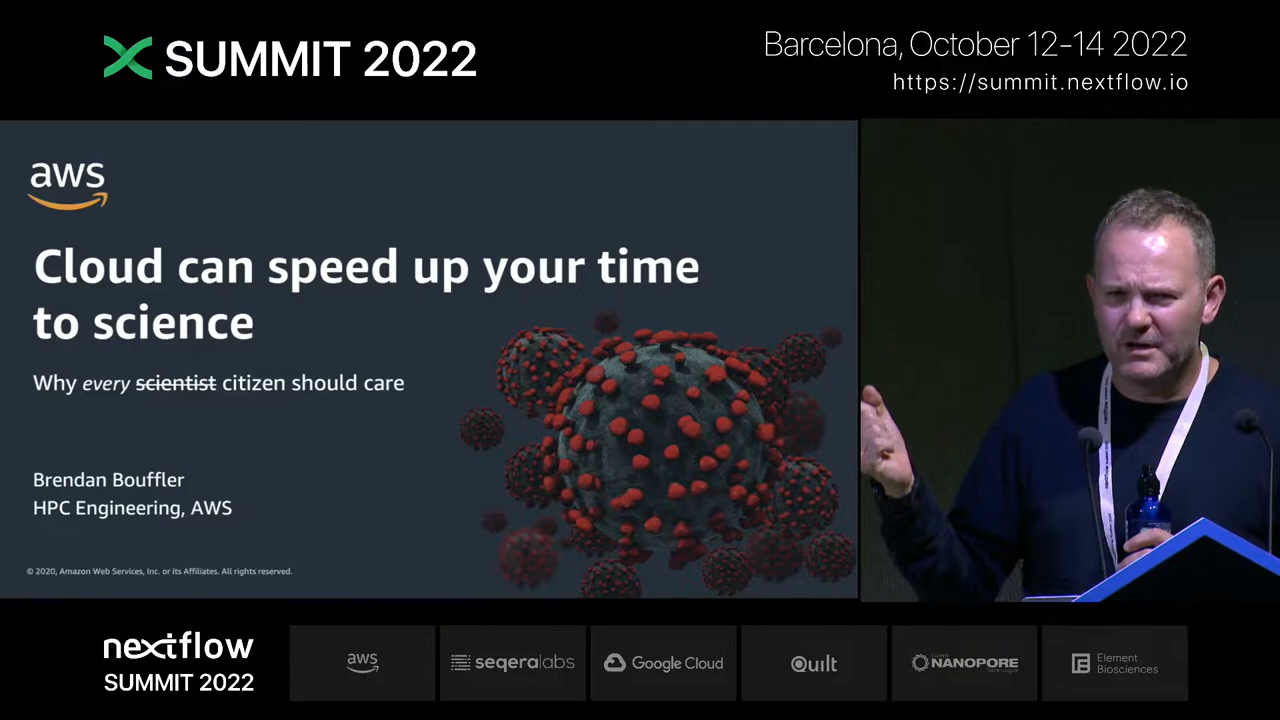 SUMMIT 2022
Barcelona, October 12-14 2022
https://summit.nextflow.io
aws
Cloud can speed up your time
to science
Why every scientist citizen should care
Brendan Bouffler
HPC Engineering, AWS
© 2020, Amazon Web Services, Inc. or its Affiliates. All rights reserved.
nextflow
SUMMIT 2022
aws
seqeralabs
Google Cloud
Quilt
NANOPORE
Element
Biosciences